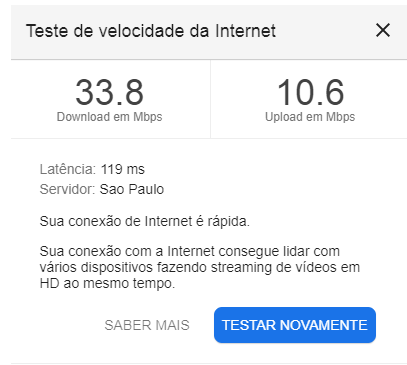 Teste de velocidade da Internet
33.8
Download em Mbps
10.6
Upload em Mbps
Latência: 119 ms
Servidor: Sao Paulo
Sua conexão de Internet é rápida.
Sua conexão com a Internet consegue lidar com
vários dispositivos fazendo streaming de vídeos em
HD ao mesmo tempo.
SABER MAIS
TESTAR NOVAMENTE